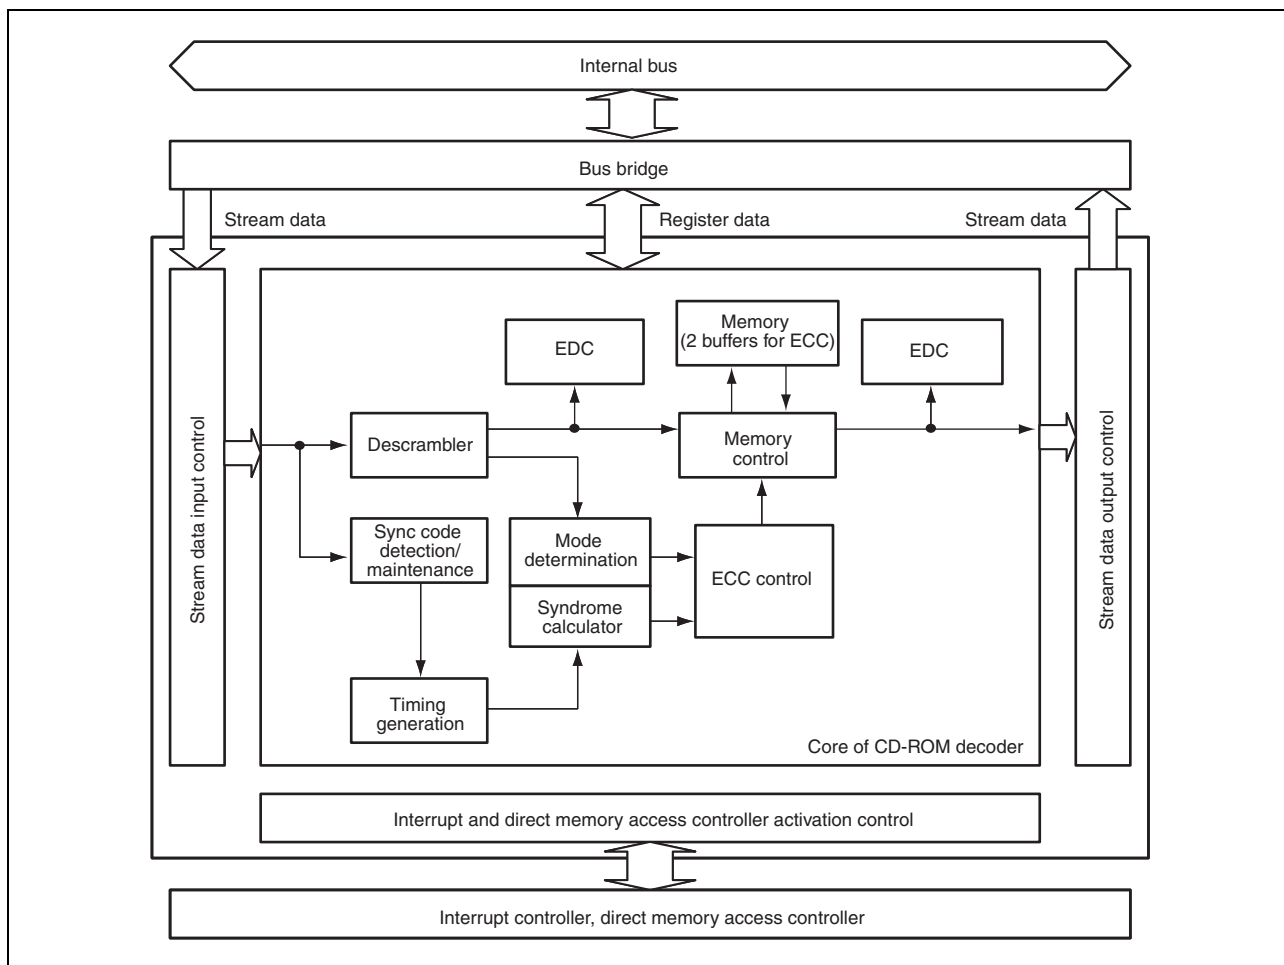 Internal bus
Bus bridge
Stream data
Register data
Stream data
Stream data input control
EDC
Memory
(2 buffers for ECC)
EDC
Descrambler
Memory
control
Sync code
detection/
maintenance
Mode
determination
ECC control
Syndrome
calculator
Timing
generation
Core of CD-ROM decoder
Stream data output control
Interrupt and direct memory access controller activation control
Interrupt controller, direct memory access controller